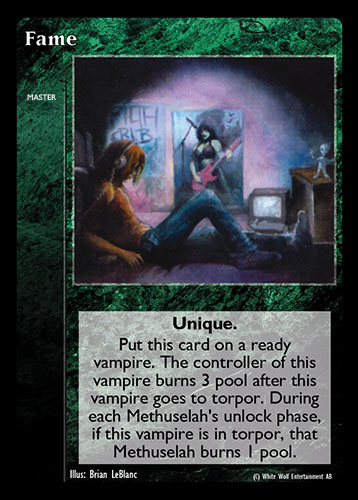 Fame
MASTER
FILTH
CRIB
Unique.
Put this card on a ready
vampire. The controller of this
vampire burns 3 pool after this
vampire goes to torpor. During
each Methuselah's unlock phase,
if this vampire is in torpor, that
Methuselah burns 1 pool.
Illus: Brian LeBlanc
(C) White Wolf Entertainment AB